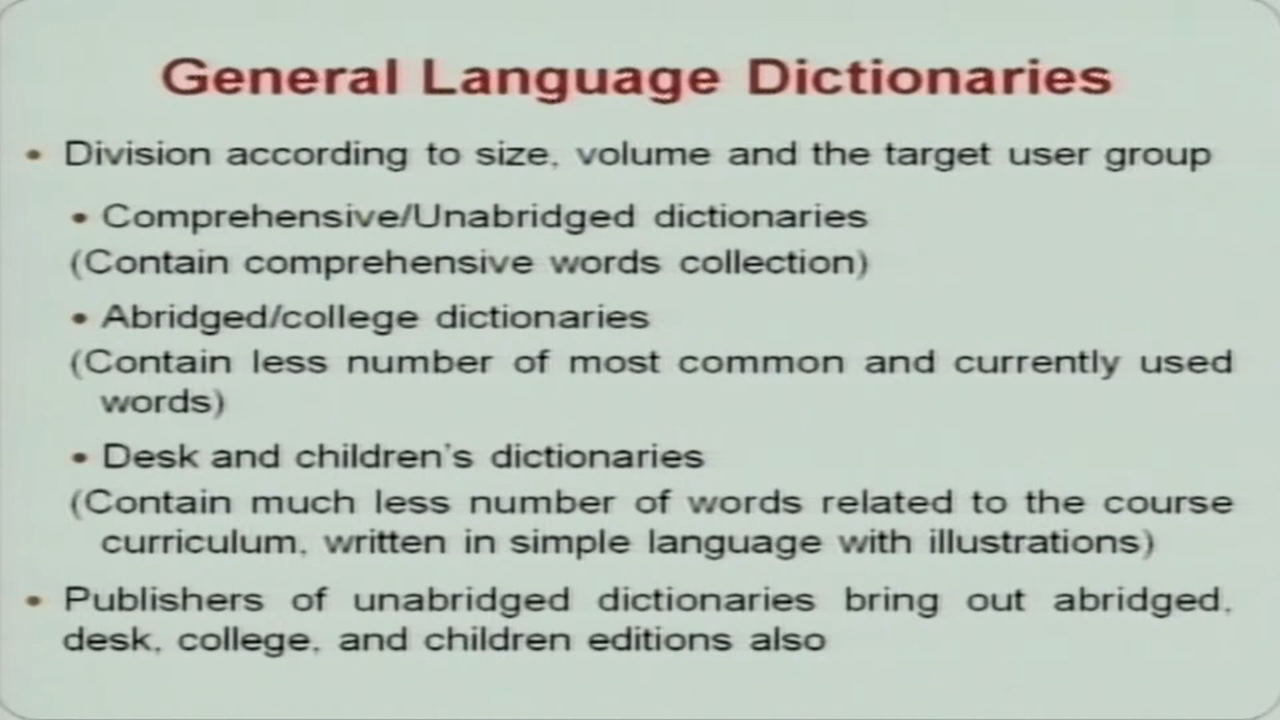 General Language Dictionaries
• Division according to size, volume and the target user group
• Comprehensive/Unabridged dictionaries
(Contain comprehensive words collection)
• Abridged/college dictionaries
(Contain less number of most common and currently used
words)
• Desk and children's dictionaries
(Contain much less number of words related to the course
curriculum, written in simple language with illustrations)
• Publishers of unabridged dictionaries bring out abridged,
desk, college, and children editions also